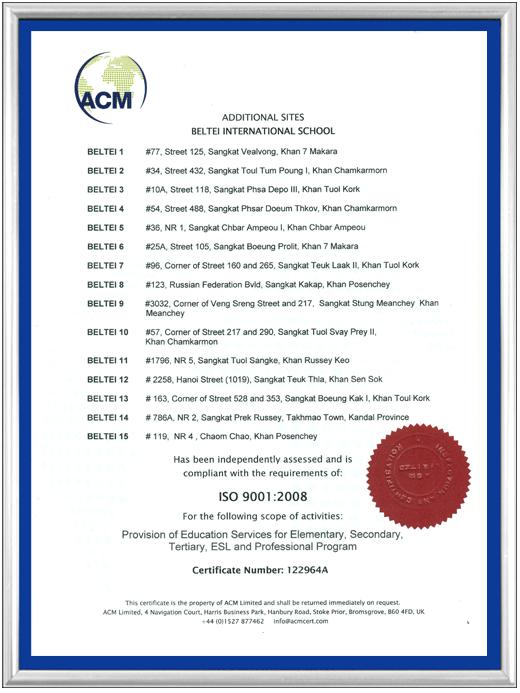 ACM
ADDITIONAL SITES
BELTEI INTERNATIONAL SCHOOL
BELTEI 1 #77, Street 125, Sangkat Vealvong, Khan 7 Makara
BELTEI 2 #34, Street 432, Sangkat Toul Tum Poung I, Khan Chamkarmorn
BELTEI 3 #10A, Street 118, Sangkat Phsa Depo III, Khan Tuol Kork
BELTEI 4 #54, Street 488, Sangkat Phsar Doeum Thkov, Khan Chamkarmorn
BELTEI 5 #36, NR 1, Sangkat Chbar Ampeou I, Khan Chbar Ampeou
BELTEI 6 #25A, Street 105, Sangkat Boeung Prolit, Khan 7 Makara
BELTEI 7 #96, Corner of Street 160 and 265, Sangkat Teuk Laak II, Khan Tuol Kork
BELTEI 8 #123, Russian Federation Bvld, Sangkat Kakap, Khan Posenchey
BELTEI 9 #3032, Corner of Veng Sreng Street and 217, Sangkat Stung Meanchey Khan
Meanchey
BELTEI 10 #57, Corner of Street 217 and 290, Sangkat Tuol Svay Prey II,
Khan Chamkarmon
BELTEI 11 #1796, NR 5, Sangkat Tuol Sangke, Khan Russey Keo
BELTEI 12 # 2258, Hanoi Street (1019), Sangkat Teuk Thla, Khan Sen Sok
BELTEI 13 # 163, Corner of Street 528 and 353, Sangkat Boeung Kak I, Khan Toul Kork
BELTEI 14 # 786A, NR 2, Sangkat Prek Russey, Takhmao Town, Kandal Province
BELTEI 15 # 119, NR 4 , Chaom Chao, Khan Posenchey
Has been independently assessed and is
compliant with the requirements of:
ISO 9001:2008
For the following scope of activities:
Provision of Education Services for Elementary, Secondary,
Tertiary, ESL and Professional Program
Certificate Number: 122964A
This certificate is the property of ACM Limited and shall be returned immediately on request.
ACM Limited, 4 Navigation Court, Harris Business Park, Hanbury Road, Stoke Prior, Bromsgrove, B60 4FD, UK
+44 (0)1527 877462 info@acmcert.com